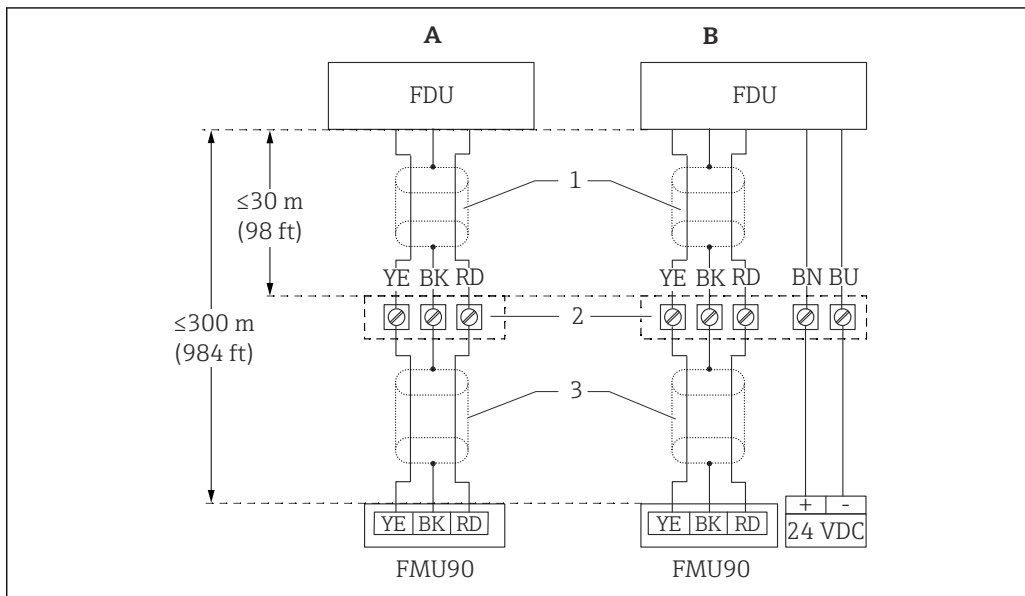 A B
FDU FDU
1
≤30 m
(98 ft)
YE BK RD YE BK RD BN BU
2
≤300 m
(984 ft)
3
+ -
YE BK RD YE BK RD 24 VDC
FMU90 FMU90